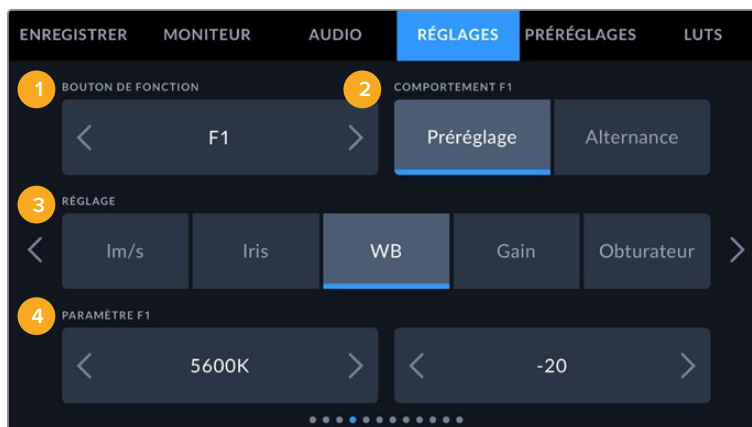 ENREGISTRER MONITEUR AUDIO RÉGLAGES PRÉRÉGLAGES LUTS
1 BOUTON DE FONCTION 2 COMPORTEMENT F1
F1 Préréglage Alternance
3 RÉGLAGE
Im/s Iris WB Gain Obturateur
4 PARAMÈTRE F1
5600K -20